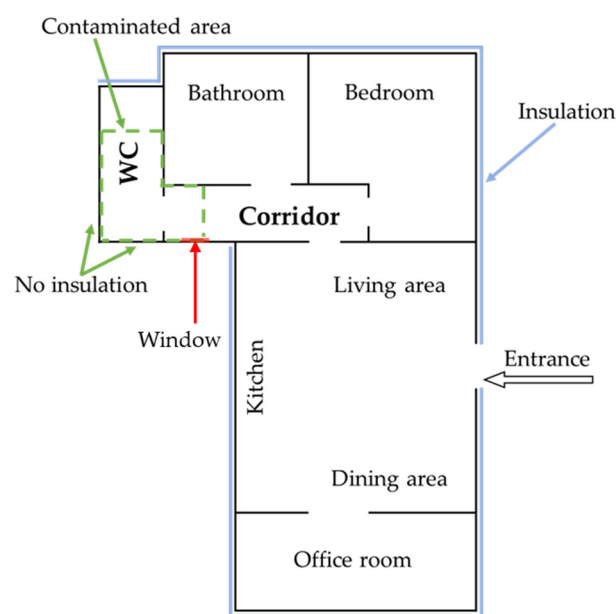 Contaminated area
Bathroom
Bedroom
Insulation
WC
Corridor
No insulation
Living area
Window
Entrance
Kitchen
Dining area
Office room